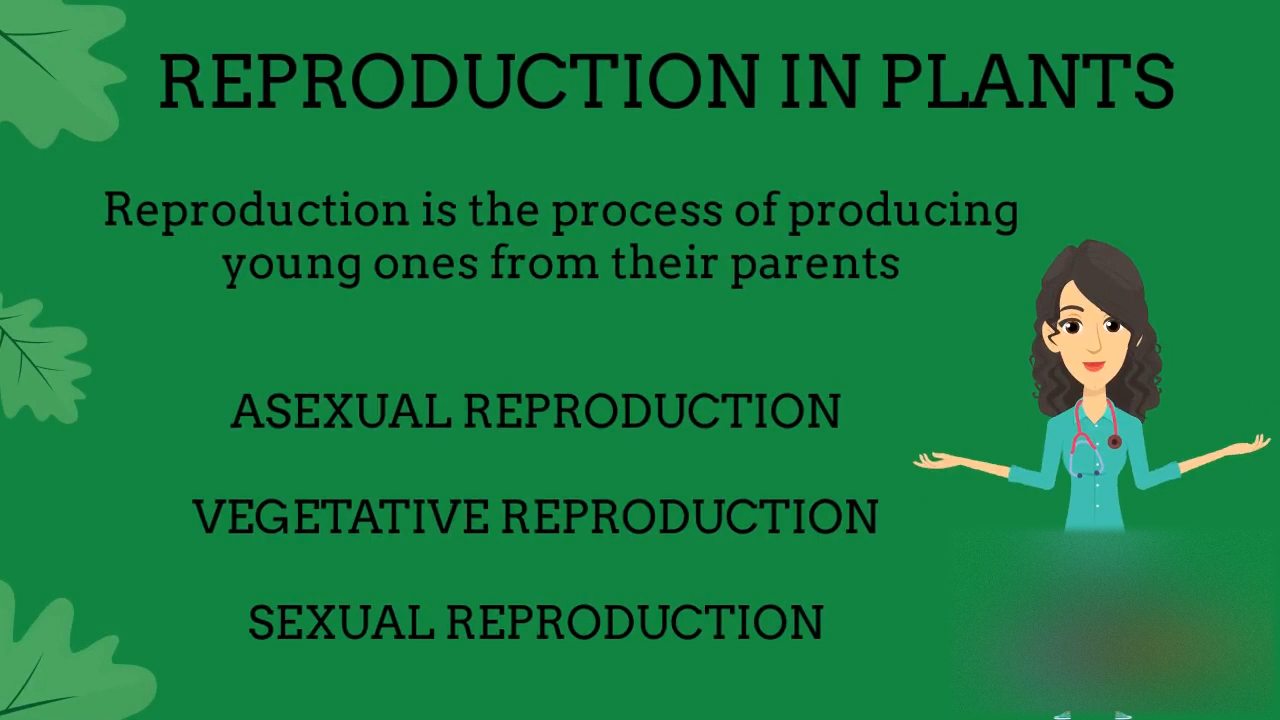 REPRODUCTION IN PLANTS
Reproduction is the process of producing
young ones from their parents
ASEXUAL REPRODUCTION
VEGETATIVE REPRODUCTION
SEXUAL REPRODUCTION